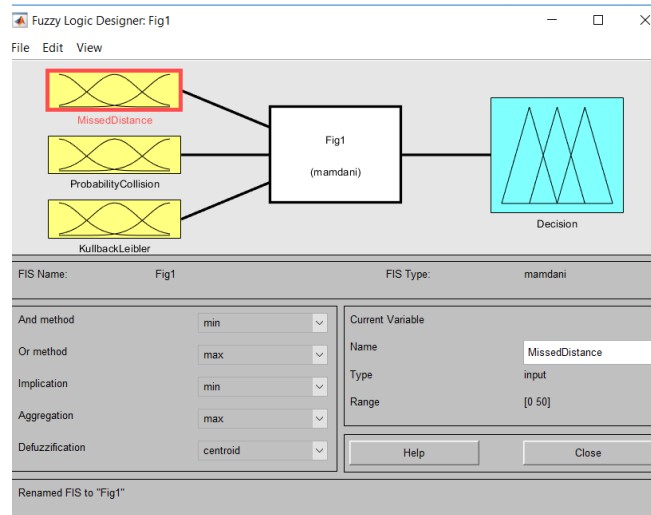 Fuzzy Logic Designer: Fig1
File Edit View
MissedDistance
ProbabilityCollision
KullbackLeibler
Fig1
(mamdani)
Decision
FIS Name: Fig1 FIS Type: mamdani
And method min
Or method max
Implication min
Aggregation max
Defuzzification centroid
Current Variable
Name MissedDistance
Type input
Range [0 50]
Help Close
Renamed FIS to "Fig1"